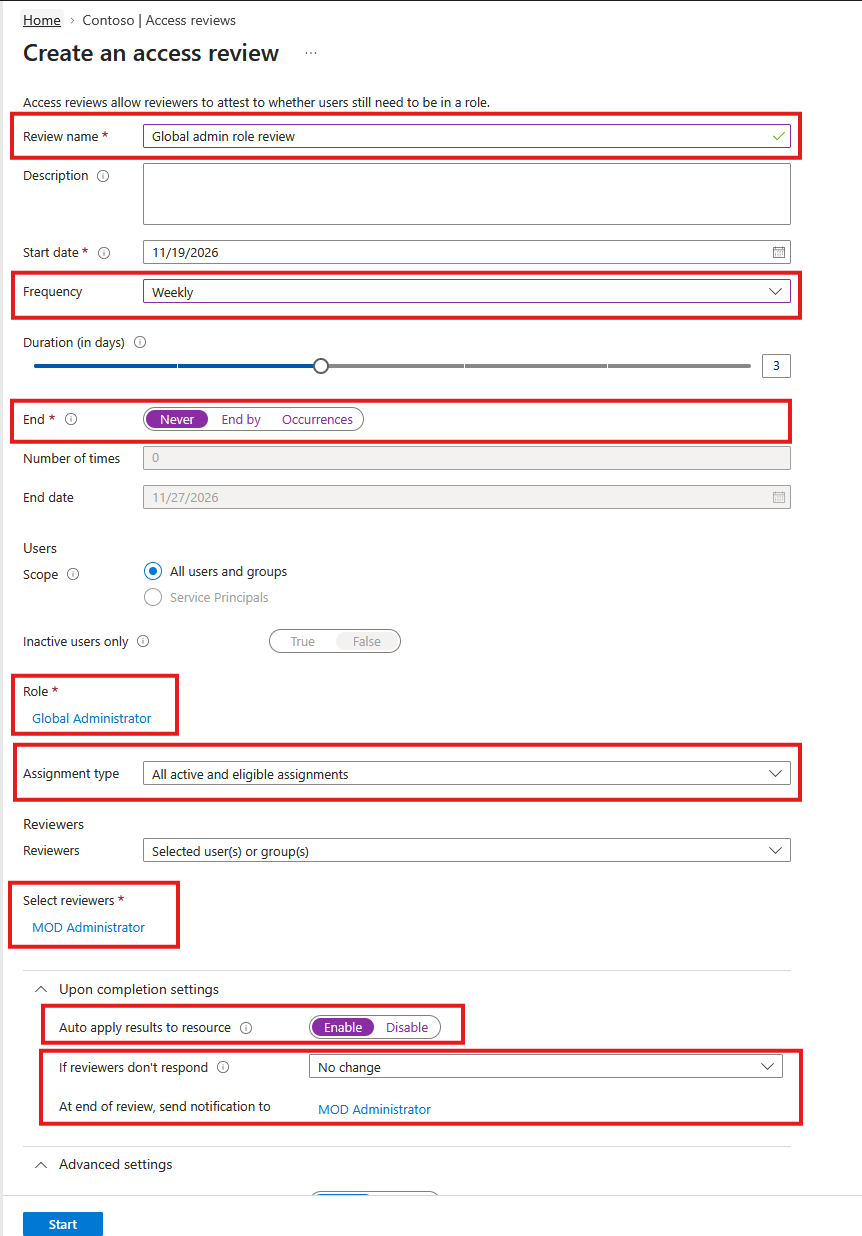 Home > Contoso | Access reviews
Create an access review ...
Access reviews allow reviewers to attest to whether users still need to be in a role.
Review name * Global admin role review
Description
Start date * 11/19/2026
Frequency Weekly
Duration (in days)
3
End * Never End by Occurrences
Number of times 0
End date 11/27/2026
Users
Scope All users and groups
Service Principals
Inactive users only True False
Role *
Global Administrator
Assignment type All active and eligible assignments
Reviewers
Reviewers Selected user(s) or group(s)
Select reviewers *
MOD Administrator
Upon completion settings
Auto apply results to resource Enable Disable
If reviewers don't respond No change
At end of review, send notification to MOD Administrator
Advanced settings
Start